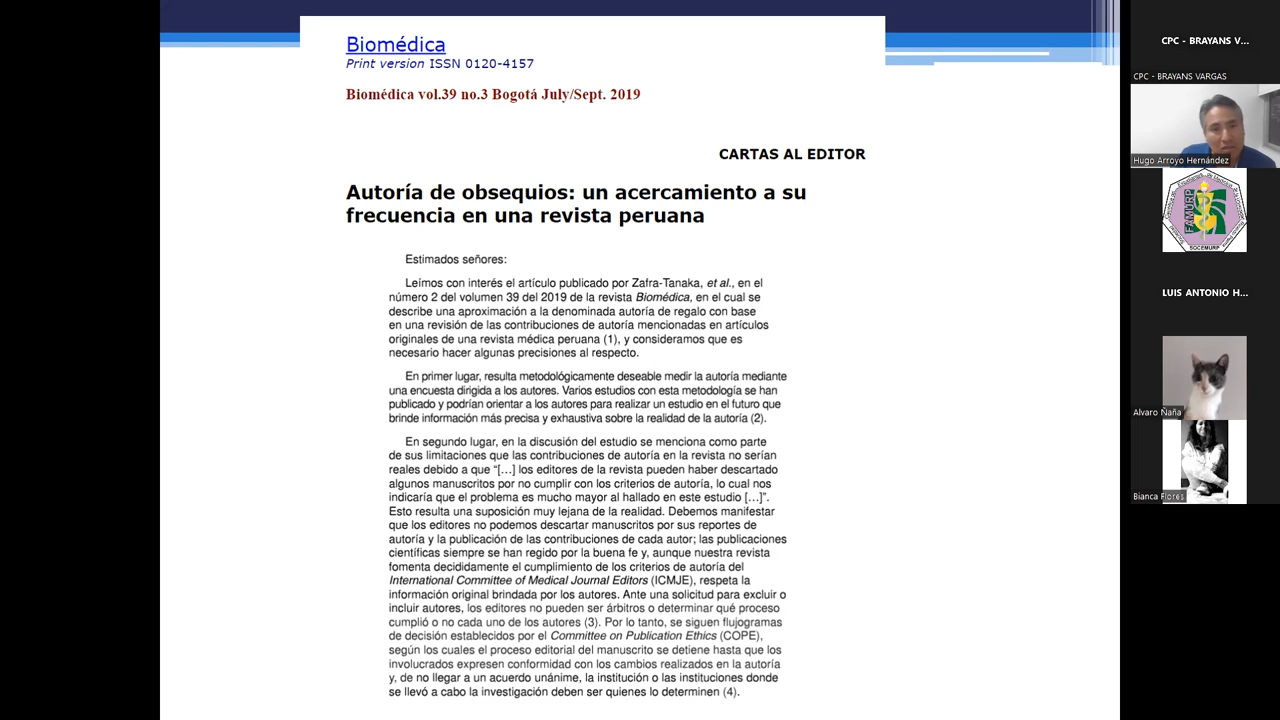 Biomédica
Print version ISSN 0120-4157
Biomédica vol.39 no.3 Bogotá July/Sept. 2019
CARTAS AL EDITOR
Autoría de obsequios: un acercamiento a su
frecuencia en una revista peruana
Estimados señores:
Leímos con interés el artículo publicado por Zafra-Tanaka, et al., en el
número 2 del volumen 39 del 2019 de la revista Biomédica, en el cual se
describe una aproximación a la denominada autoría de regalo con base
en una revisión de las contribuciones de autoría mencionadas en artículos
originales de una revista médica peruana (1), y consideramos que es
necesario hacer algunas precisiones al respecto.
En primer lugar, resulta metodológicamente deseable medir la autoría mediante
una encuesta dirigida a los autores. Varios estudios con esta metodología se han
publicado y podrían orientar a los autores para realizar un estudio en el futuro que
brinde información más precisa y exhaustiva sobre la realidad de la autoría (2).
En segundo lugar, en la discusión del estudio se menciona como parte
de sus limitaciones que las contribuciones de autoría en la revista no serían
reales debido a que “[…] los editores de la revista pueden haber descartado
algunos manuscritos por no cumplir con los criterios de autoría, lo cual nos
indicaría que el problema es mucho mayor al hallado en este estudio […]”.
Esto resulta una suposición muy lejana de la realidad. Debemos manifestar
que los editores no podemos descartar manuscritos por sus reportes de
autoría y la publicación de las contribuciones de cada autor; las publicaciones
científicas siempre se han regido por la buena fe y, aunque nuestra revista
fomenta decididamente el cumplimiento de los criterios de autoría del
International Committee of Medical Journal Editors (ICMJE), respeta la
información original brindada por los autores. Ante una solicitud para excluir o
incluir autores, los editores no pueden ser árbitros o determinar qué proceso
cumplió o no cada uno de los autores (3). Por lo tanto, se siguen flujogramas
de decisión establecidos por el Committee on Publication Ethics (COPE),
según los cuales el proceso editorial del manuscrito se detiene hasta que los
involucrados expresen conformidad con los cambios realizados en la autoría
y, de no llegar a un acuerdo unánime, la institución o las instituciones donde
se llevó a cabo la investigación deben ser quienes lo determinen (4).
CPC - BRAYANS V...
CPC - BRAYANS VARGAS
Hugo Arroyo Hernández
FAMURP
SOCEMURP
LUIS ANTONIO H...
Alvaro Ñaña
Bianca Flores